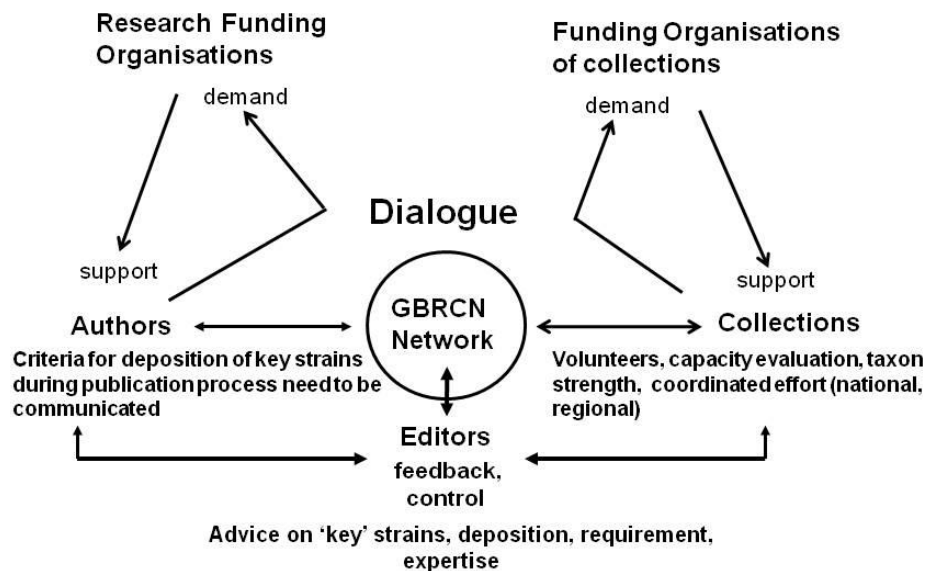 Research Funding
Organisations
demand
Funding Organisations
of collections
demand
Dialogue
support
support
GBRCN
Network
Authors
Criteria for deposition of key strains
during publication process need to be
communicated
Collections
Volunteers, capacity evaluation, taxon
strength, coordinated effort (national,
regional)
Editors
feedback,
control
Advice on ‘key’ strains, deposition, requirement,
expertise